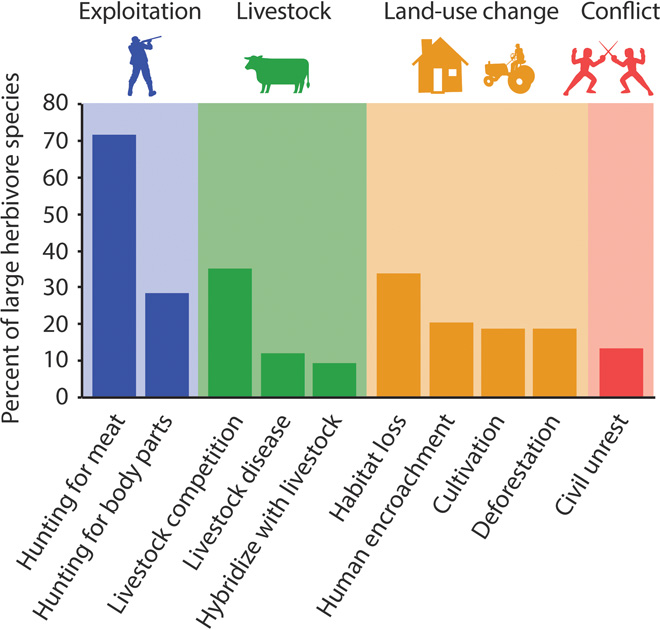 Exploitation
Livestock
Land-use change
Conflict
Percent of large herbivore species
80
70
60
50
40
30
20
10
0
Hunting for meat
Hunting for body parts
Livestock competition
Livestock disease
Hybridize with livestock
Habitat loss
Human encroachment
Cultivation
Deforestation
Civil unrest